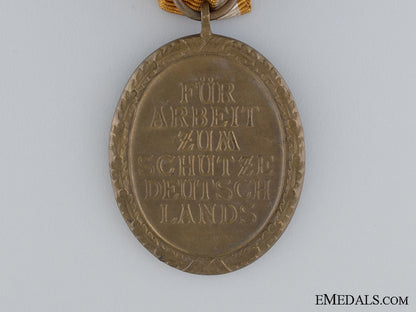 FÜR
ARBEIT
ZUM
SCHUTZE
DEUTSCH
LANDS
EMEDALS.COM